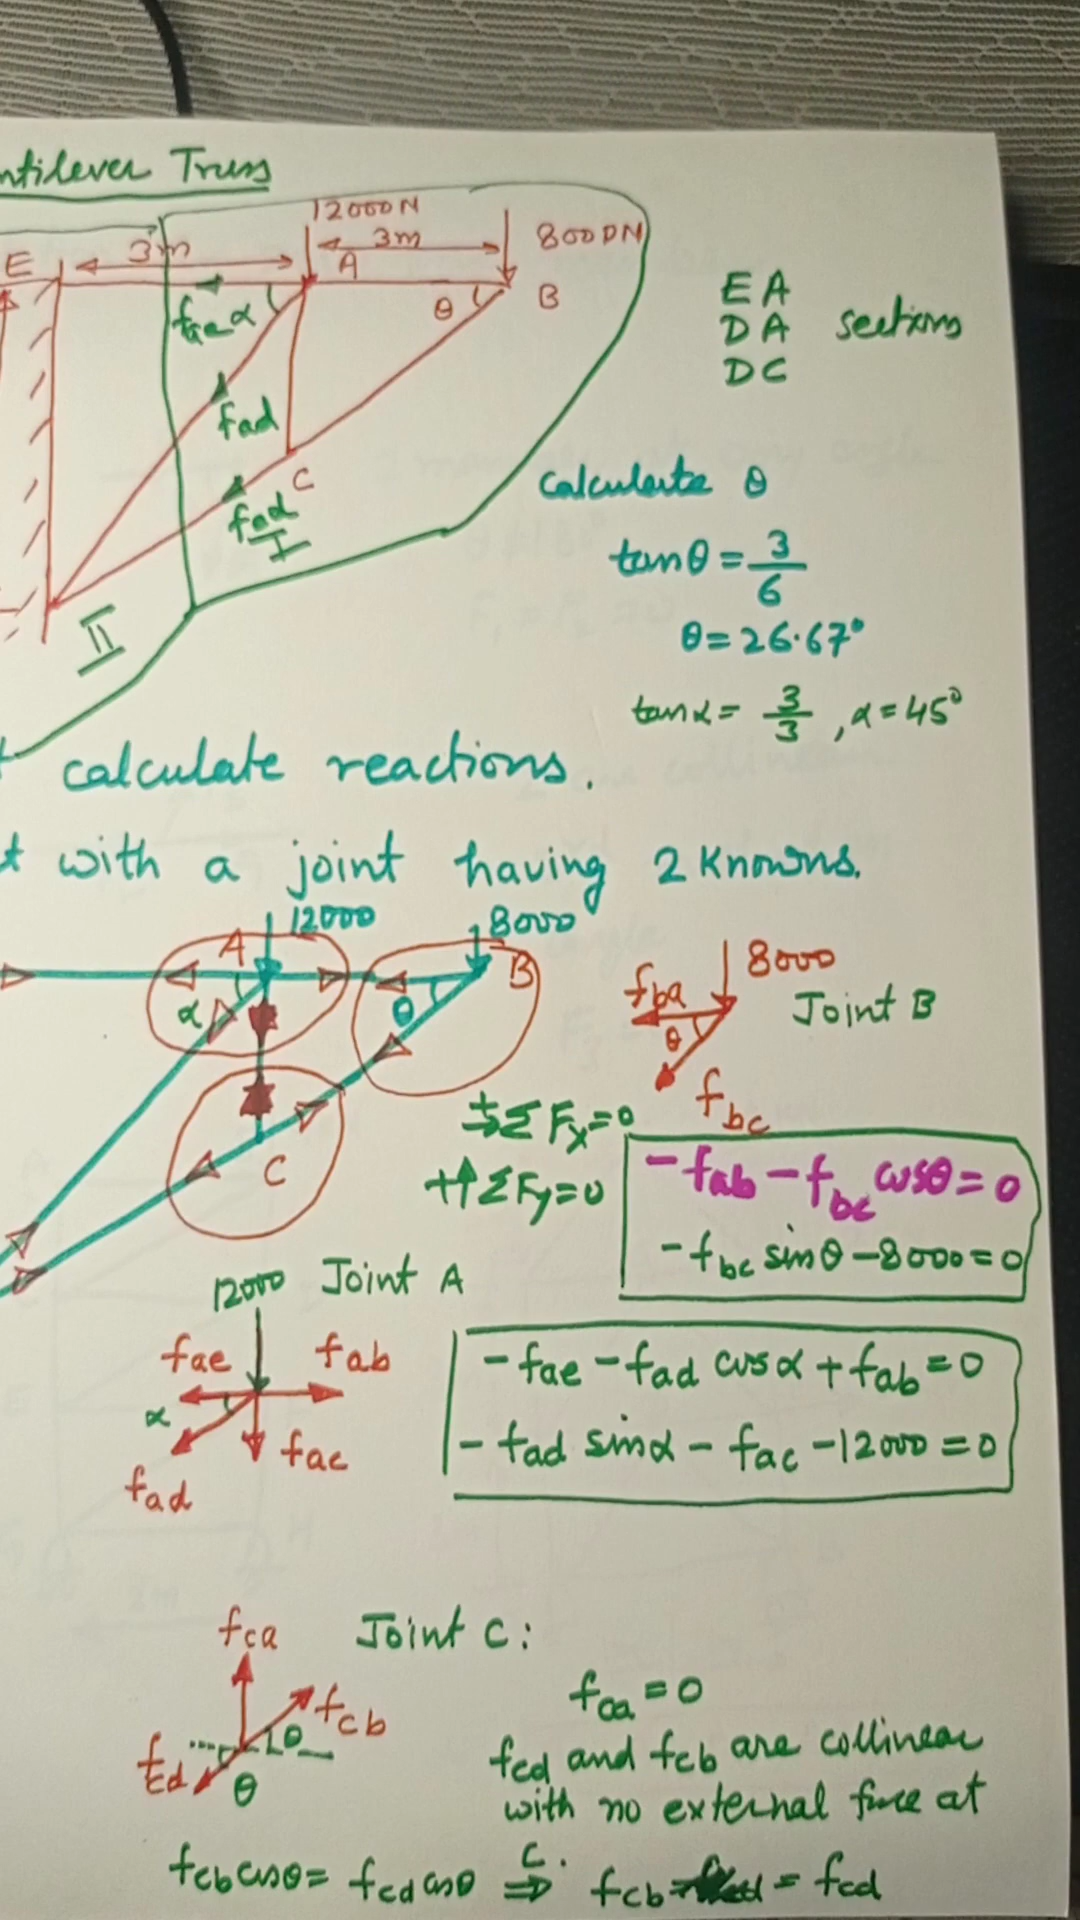 ntilever Truss
12000N
3m
3m
800DN
E
A
B
θ
fae α
fad
C
fad
I
II
EA
DA sections
DC
Calculate θ
tanθ = 3/6
θ = 26.67°
tanα = 3/3, α = 45°
t calculate reactions.
t with a joint having 2 Knowns.
12000
8000
A
B
α
θ
C
8000
fba
Joint B
θ
fbc
+→ΣFx=0
+↑ΣFy=0
-fab - fbc cosθ = 0
-fbc sinθ - 8000 = 0
12000 Joint A
fae
fab
α
fac
fad
-fae - fad cosα + fab = 0
-fad sinα - fac - 12000 = 0
fca
Joint C:
fcb
θ
fcd
θ
fca = 0
fcd and fcb are collinear
with no external force at
C.
fcb cosθ = fcd cosθ ⇒ fcb = fcd